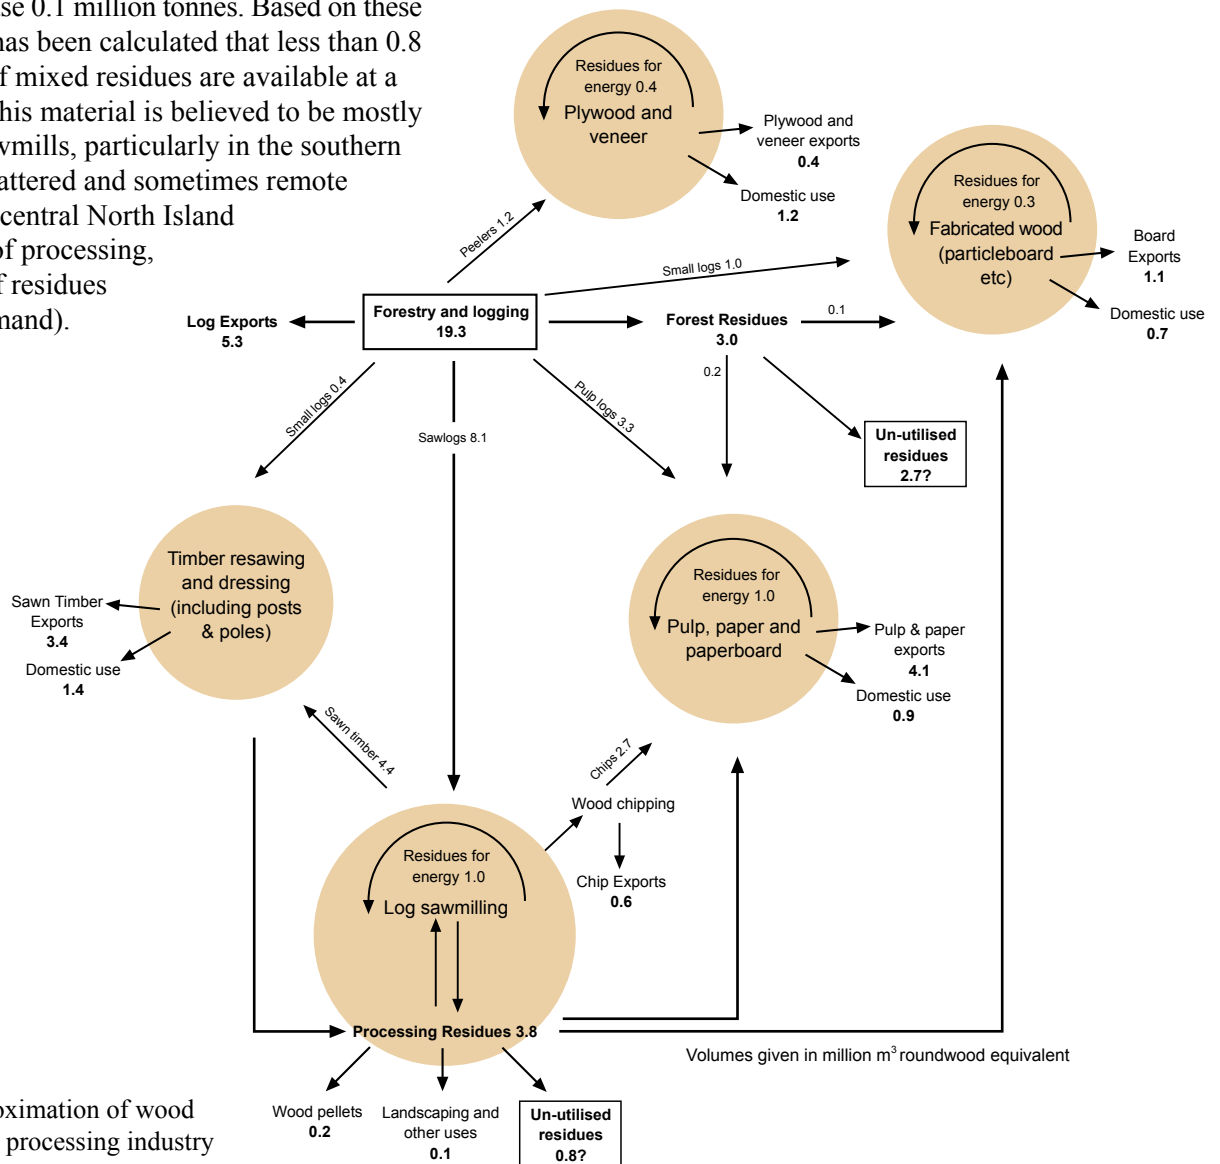 use 0.1 million tonnes. Based on these
has been calculated that less than 0.8
of mixed residues are available at a
his material is believed to be mostly
wmills, particularly in the southern
attered and sometimes remote
central North Island
of processing,
f residues
mand).
Residues for
energy 0.4
Plywood and
veneer
Plywood and
veneer exports
0.4
Domestic use
1.2
Peelers 1.2
Residues for
energy 0.3
Fabricated wood
(particleboard
etc)
Board
Exports
1.1
Domestic use
0.7
Small logs 1.0
Log Exports
5.3
Forestry and logging
19.3
Forest Residues
3.0
0.1
0.2
Un-utilised
residues
2.7?
Small logs 0.4
Sawlogs 8.1
Pulp logs 3.3
Timber resawing
and dressing
(including posts
& poles)
Sawn Timber
Exports
3.4
Domestic use
1.4
Residues for
energy 1.0
Pulp, paper and
paperboard
Pulp & paper
exports
4.1
Domestic use
0.9
Sawn timber 4.4
Chips 2.7
Wood chipping
Chip Exports
0.6
Residues for
energy 1.0
Log sawmilling
Processing Residues 3.8
Volumes given in million m³ roundwood equivalent
Wood pellets
0.2
Landscaping and
other uses
0.1
Un-utilised
residues
0.8?
oximation of wood
processing industry